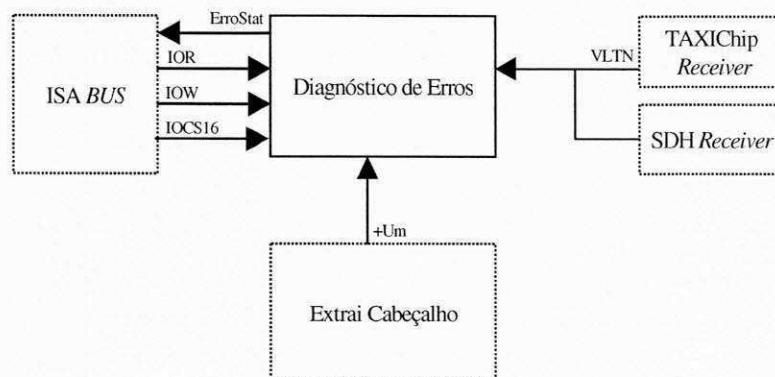 ErroStat
IOR
IOW
IOCS16
ISA BUS
Diagnóstico de Erros
VLTN
TAXIChip
Receiver
SDH Receiver
+Um
Extrai Cabeçalho